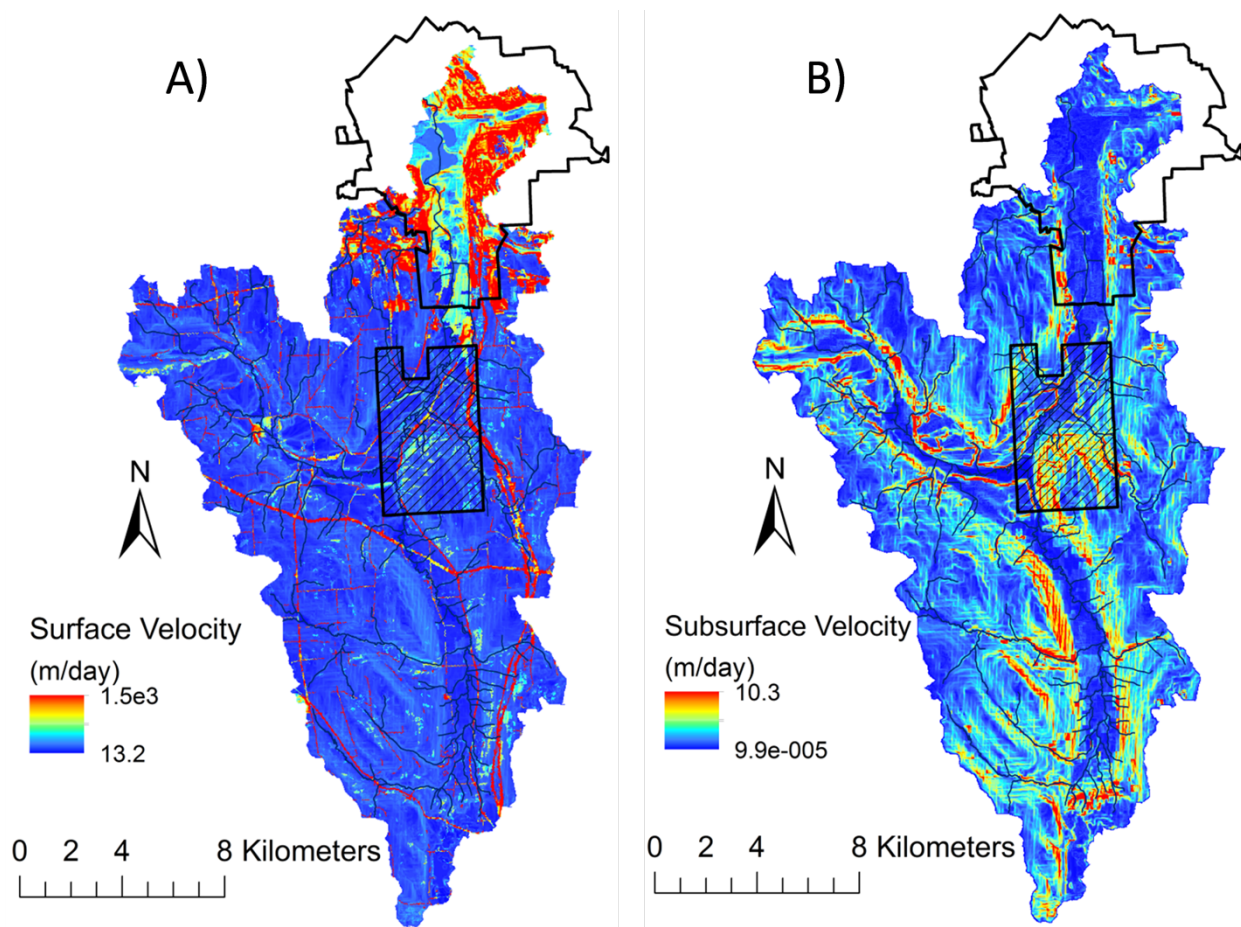 A)
N
Surface Velocity
(m/day)
1.5e3
13.2
0 2 4 8 Kilometers
B)
N
Subsurface Velocity
(m/day)
10.3
9.9e-005
0 2 4 8 Kilometers